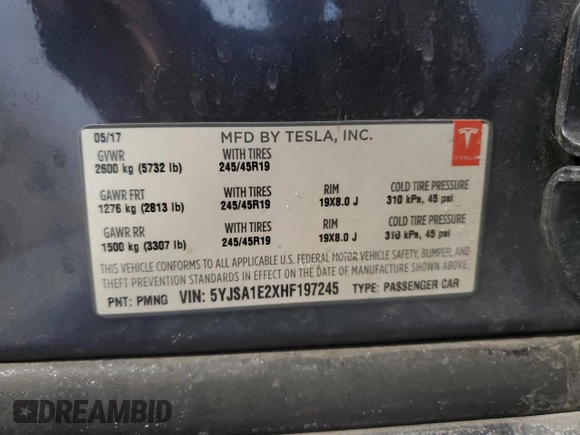 05/17 MFD BY TESLA, INC.
GVWR WITH TIRES
2600 kg (5732 lb) 245/45R19
TESLA
GAWR FRT WITH TIRES RIM COLD TIRE PRESSURE
1276 kg (2813 lb) 245/45R19 19X8.0 J 310 kPa, 45 psi
GAWR RR WITH TIRES RIM COLD TIRE PRESSURE
1500 kg (3307 lb) 245/45R19 19X8.0 J 310 kPa, 45 psi
THIS VEHICLE CONFORMS TO ALL APPLICABLE U.S. FEDERAL MOTOR VEHICLE SAFETY, BUMPER, AND
THEFT PREVENTION STANDARDS IN EFFECT ON THE DATE OF MANUFACTURE SHOWN ABOVE.
PNT: PMNG VIN: 5YJSA1E2XHF197245 TYPE: PASSENGER CAR
DREAMBID